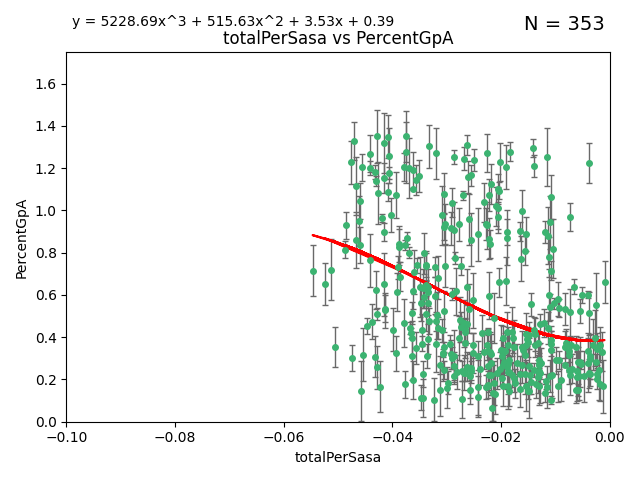 y = 5228.69x^3 + 515.63x^2 + 3.53x + 0.39
N = 353
totalPerSasa vs PercentGpA
PercentGpA
1.6
1.4
1.2
1.0
0.8
0.6
0.4
0.2
0.0
−0.10 −0.08 −0.06 −0.04 −0.02 0.00
totalPerSasa